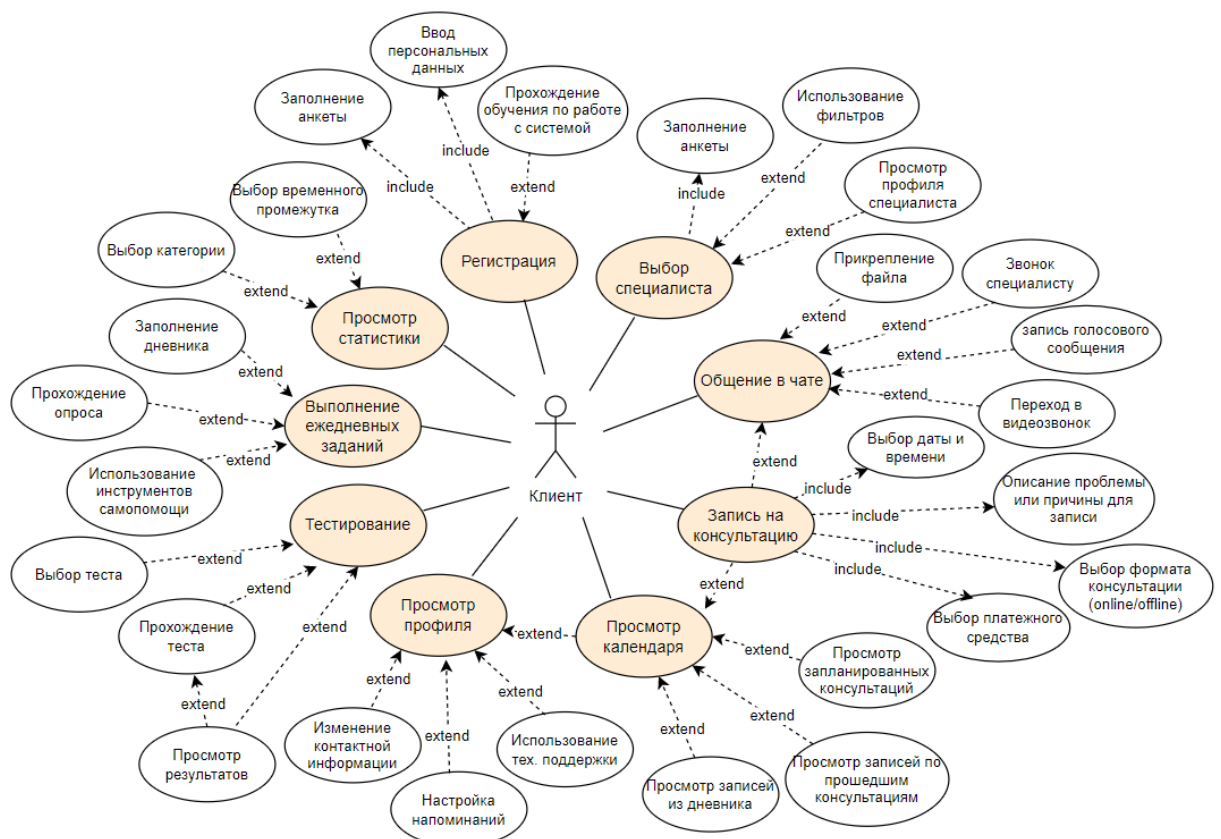 Ввод
персональных
данных
Заполнение
анкеты
Прохождение
обучения по работе
с системой
include
include
extend
Регистрация
Заполнение
анкеты
Использование
фильтров
Просмотр
профиля
специалиста
include
extend
extend
Выбор
специалиста
Выбор временного
промежутка
Выбор категории
extend
extend
Просмотр
статистики
Прикрепление
файла
Звонок
специалисту
запись голосового
сообщения
Переход в
видеозвонок
extend
extend
extend
extend
Общение в чате
Заполнение
дневника
Прохождение
опроса
Использование
инструментов
самопомощи
extend
extend
extend
Выполнение
ежедневных
заданий
Клиент
extend
Выбор даты и
времени
Описание проблемы
или причины для
записи
Выбор формата
консультации
(online/offline)
Выбор платежного
средства
include
include
include
include
Запись на
консультацию
extend
Тестирование
Выбор теста
extend
Прохождение
теста
extend
extend
extend
Просмотр
результатов
Просмотр
профиля
extend
Просмотр
календаря
extend
extend
extend
Изменение
контактной
информации
Настройка
напоминаний
Использование
тех. поддержки
extend
extend
extend
Просмотр
запланированных
консультаций
Просмотр записей по
прошедшим
консультациям
Просмотр записей
из дневника